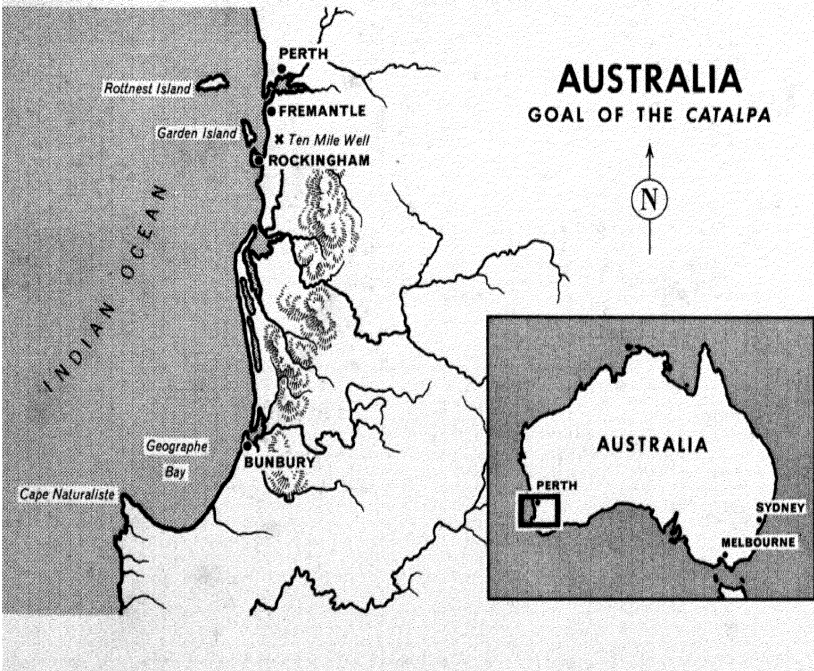 AUSTRALIA
GOAL OF THE CATALPA
N
PERTH
Rottnest Island
FREMANTLE
Garden Island
x Ten Mile Well
ROCKINGHAM
INDIAN OCEAN
Geographe
Bay
BUNBURY
Cape Naturaliste
AUSTRALIA
PERTH
SYDNEY
MELBOURNE